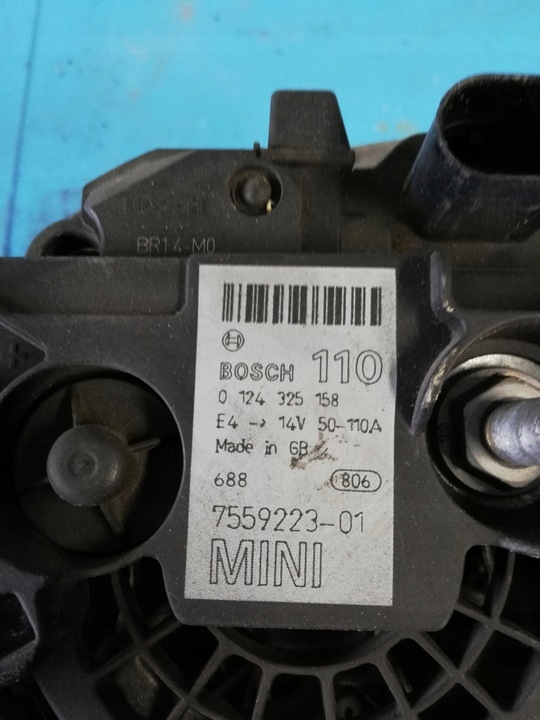 BOSCH
BR14-M0
BOSCH 110
0 124 325 158
E4 -> 14V 50-110A
Made in GB
688 806
7559223-01
MINI